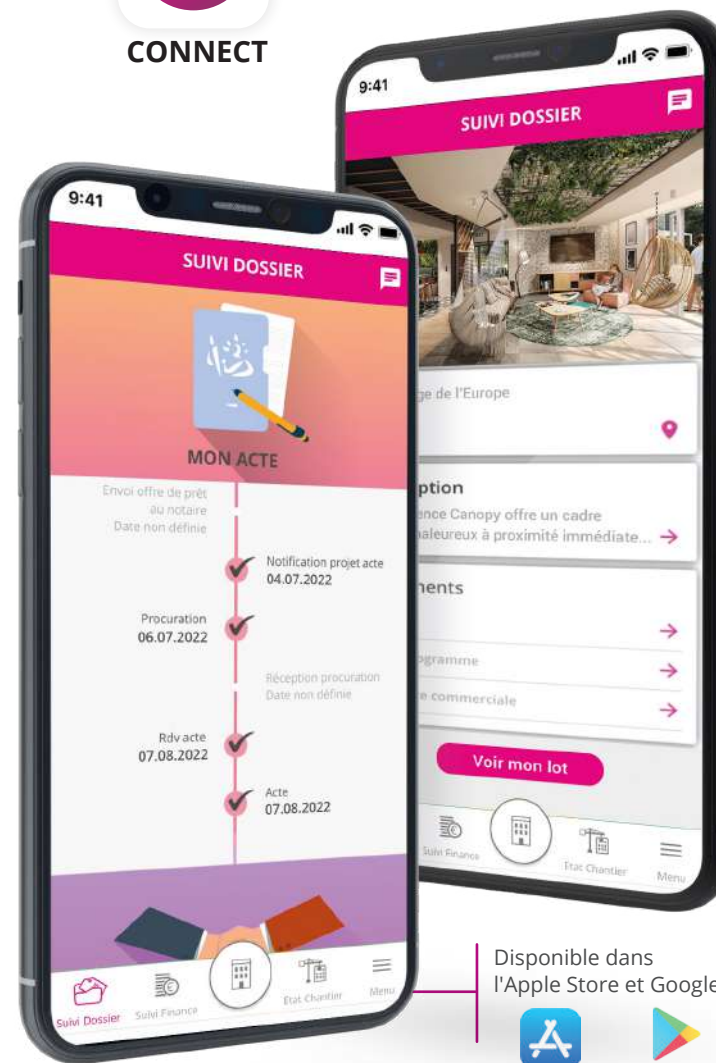 CONNECT
9:41
SUIVI DOSSIER
MON ACTE
Envoi offre de prêt
au notaire
Date non définie
Notification projet acte
04.07.2022
Procuration
06.07.2022
Réception procuration
Date non définie
Rdv acte
07.08.2022
Acte
07.08.2022
Suivi Dossier
Suivi Finance
Etat Chantier
Menu
9:41
SUIVI DOSSIER
ge de l'Europe
ption
ence Canopy offre un cadre
aleureux à proximité immédiate...
ments
ogramme
e commerciale
Voir mon lot
Suivi Finance
Etat Chantier
Menu
Disponible dans
l'Apple Store et Google